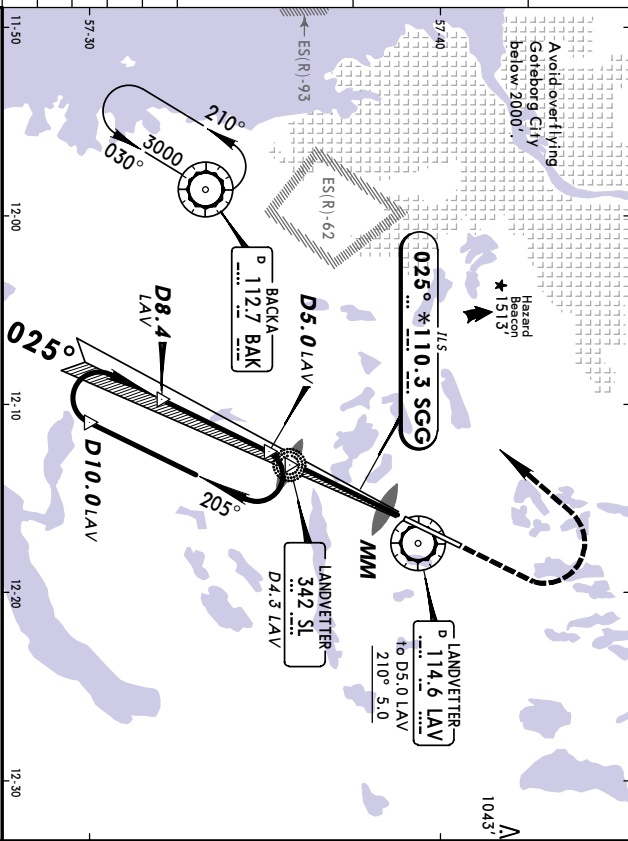 11-50
57-30
57-40
ES(R)-93
Avoid overflying
Goteborg City
below 2000'.
210°
3000
030°
ES(R)-62
12-00
Hazard
Beacon
1513'
ILS
025° *110.3 SGG
BACKA
D 112.7 BAK
D5.0 LAV
D8.4
LAV
025°
12-10
D10.0 LAV
205°
MM
LANDVETTER
342 SL
D4.3 LAV
LANDVETTER
D 114.6 LAV
to D5.0 LAV
210° 5.0
12-20
12-30
1043'